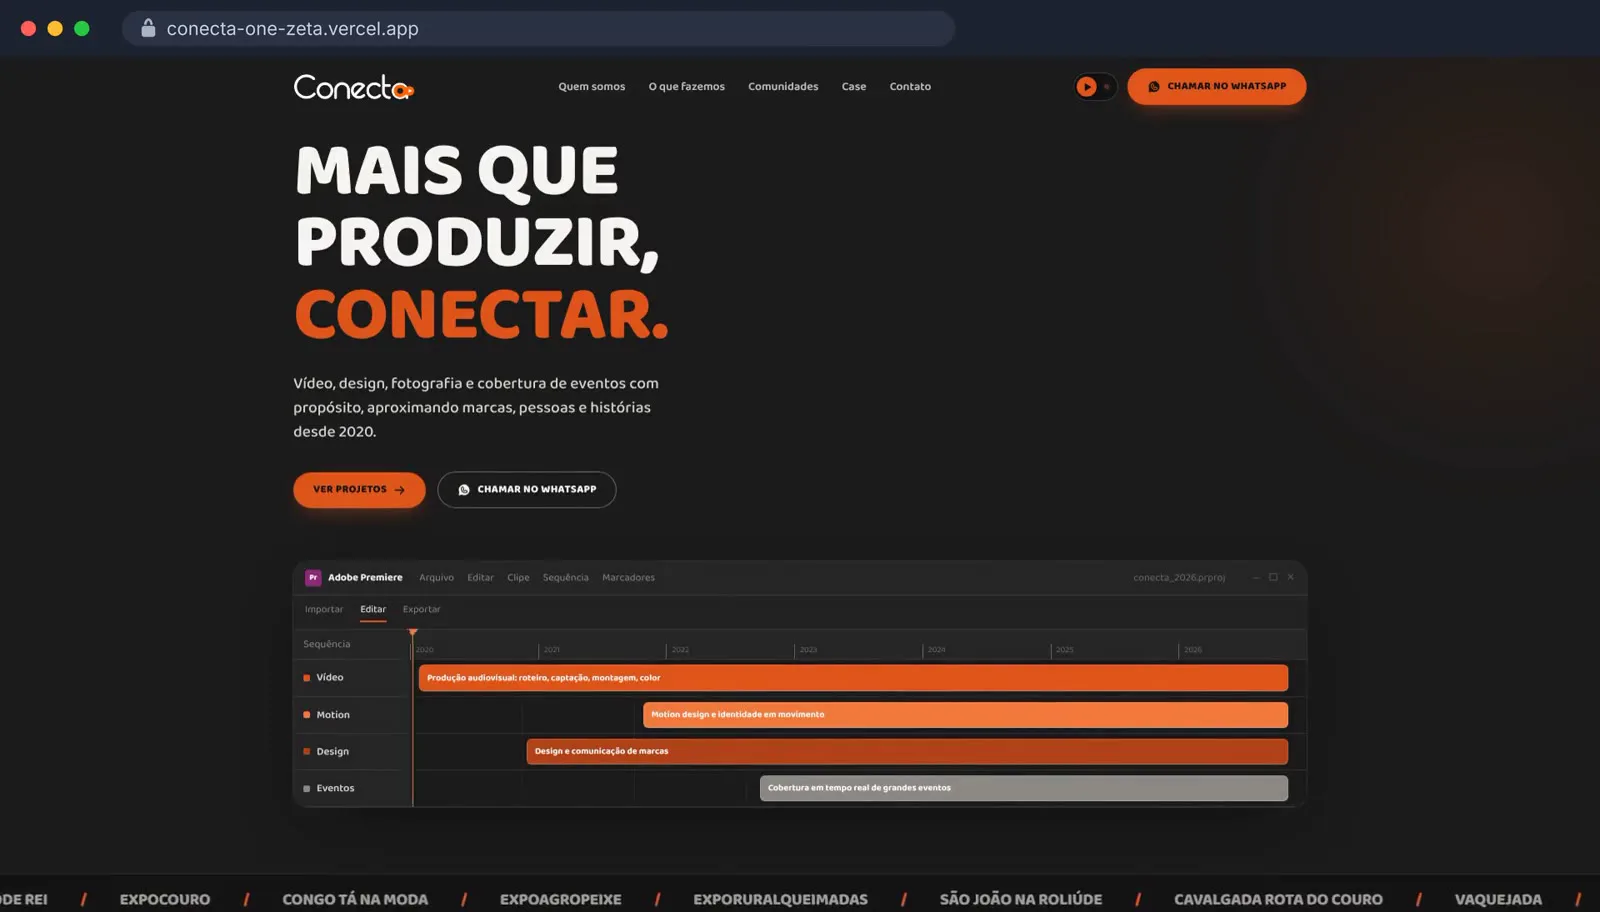 conecta-one-zeta.vercel.app
Conecta
Quem somos
O que fazemos
Comunidades
Case
Contato
CHAMAR NO WHATSAPP
MAIS QUE
PRODUZIR,
CONECTAR.
Vídeo, design, fotografia e cobertura de eventos com
propósito, aproximando marcas, pessoas e histórias
desde 2020.
VER PROJETOS →
CHAMAR NO WHATSAPP
Pr Adobe Premiere Arquivo Editar Clipe Sequência Marcadores conecta_2026.prproj
Importar Editar Exportar
Sequência 2020 2021 2022 2023 2024 2025 2026
Vídeo Produção audiovisual: roteiro, captação, montagem, color
Motion Motion design e identidade em movimento
Design Design e comunicação de marcas
Eventos Cobertura em tempo real de grandes eventos
DE REI / EXPOCOURO / CONGO TÁ NA MODA / EXPOAGROPEIXE / EXPORURALQUEIMADAS / SÃO JOÃO NA ROLIÚDE / CAVALGADA ROTA DO COURO / VAQUEJADA /